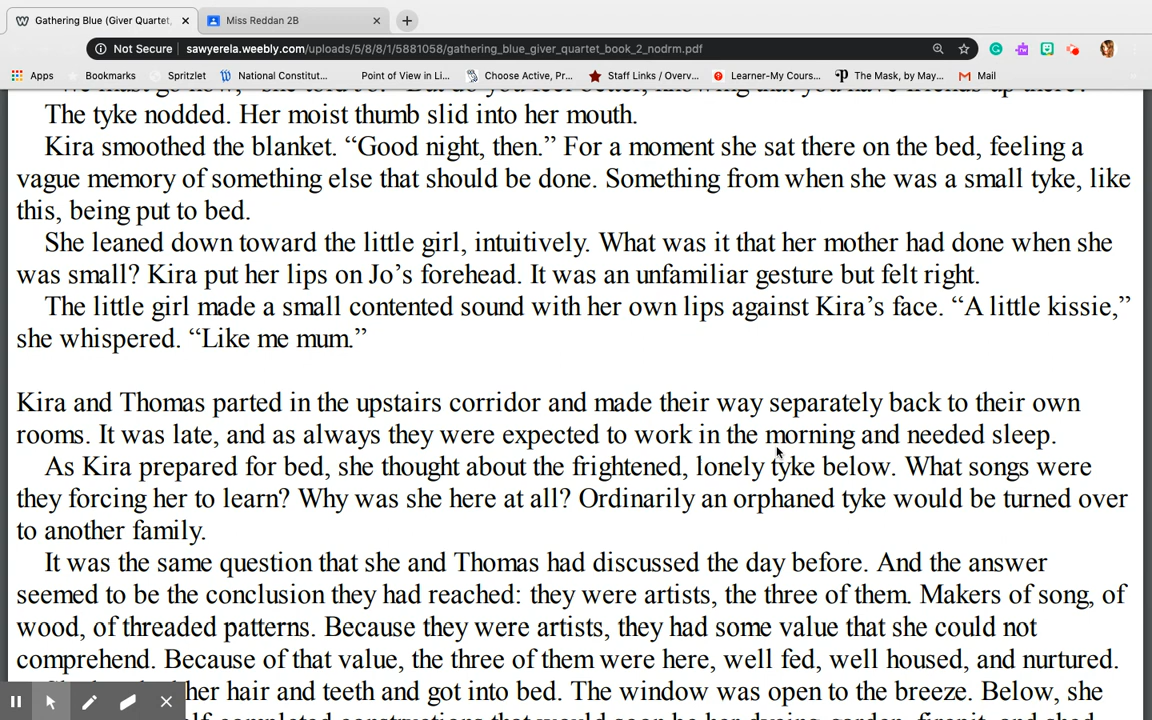 Gathering Blue (Giver Quartet,
Miss Reddan 2B
Not Secure sawyerela.weebly.com/uploads/5/8/8/1/5881058/gathering_blue_giver_quartet_book_2_nodrm.pdf
Apps Bookmarks Spritzlet National Constitut... Point of View in Li... Choose Active, Pr... Staff Links / Overv... Learner-My Cours... The Mask, by May... Mail
The tyke nodded. Her moist thumb slid into her mouth.
Kira smoothed the blanket. “Good night, then.” For a moment she sat there on the bed, feeling a
vague memory of something else that should be done. Something from when she was a small tyke, like
this, being put to bed.
She leaned down toward the little girl, intuitively. What was it that her mother had done when she
was small? Kira put her lips on Jo’s forehead. It was an unfamiliar gesture but felt right.
The little girl made a small contented sound with her own lips against Kira’s face. “A little kissie,”
she whispered. “Like me mum.”
Kira and Thomas parted in the upstairs corridor and made their way separately back to their own
rooms. It was late, and as always they were expected to work in the morning and needed sleep.
As Kira prepared for bed, she thought about the frightened, lonely tyke below. What songs were
they forcing her to learn? Why was she here at all? Ordinarily an orphaned tyke would be turned over
to another family.
It was the same question that she and Thomas had discussed the day before. And the answer
seemed to be the conclusion they had reached: they were artists, the three of them. Makers of song, of
wood, of threaded patterns. Because they were artists, they had some value that she could not
comprehend. Because of that value, the three of them were here, well fed, well housed, and nurtured.
her hair and teeth and got into bed. The window was open to the breeze. Below, she